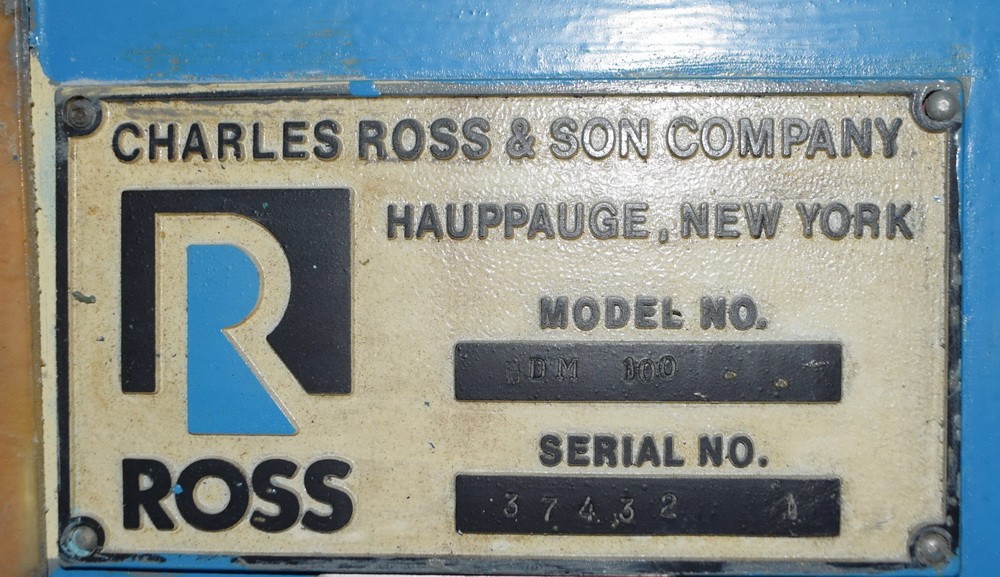 CHARLES ROSS & SON COMPANY
HAUPPAUGE, NEW YORK
R
ROSS
MODEL NO.
100
SERIAL NO.
37432 1